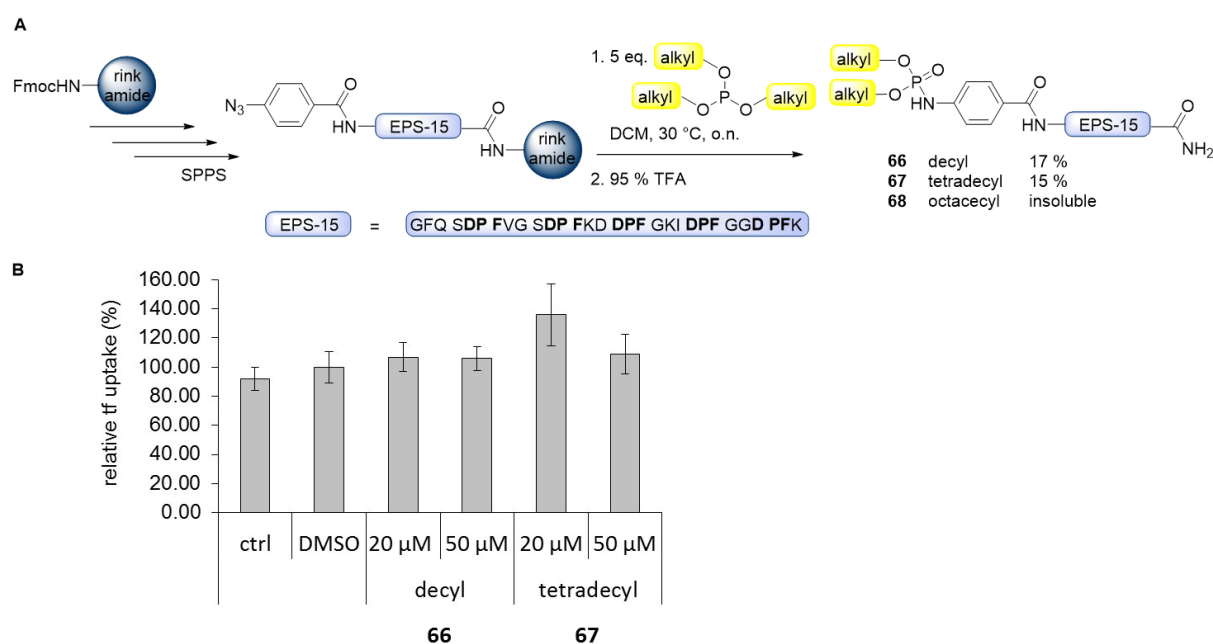 A
FmocHN
rink
amide
SPPS
N3
O
HN
EPS-15
O
HN
rink
amide
1. 5 eq.
alkyl
O
alkyl
O
P
O
alkyl
DCM, 30 °C, o.n.
2. 95 % TFA
alkyl
O
O
P
alkyl
O
HN
O
HN
EPS-15
O
NH2
66 decyl 17 %
67 tetradecyl 15 %
68 octacecyl insoluble
EPS-15 = GFQ SDP FVG SDP FKD DPF GKI DPF GGD PFK
B
relative tf uptake (%)
160.00
140.00
120.00
100.00
80.00
60.00
40.00
20.00
0.00
ctrl DMSO 20 µM 50 µM 20 µM 50 µM
decyl tetradecyl
66 67